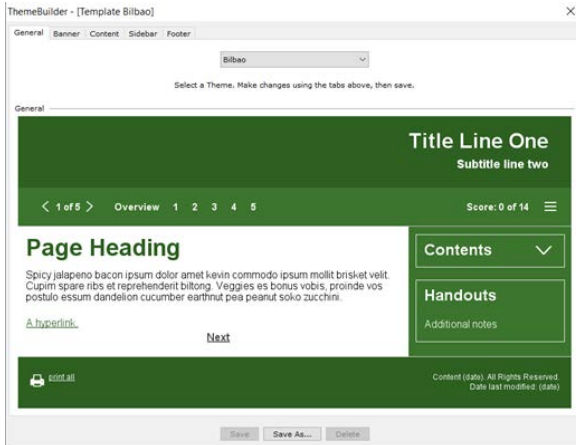 ThemeBuilder - [Template Bilbao]
General Banner Content Sidebar Footer
Bilbao
Select a Theme. Make changes using the tabs above, then save.
General
Title Line One
Subtitle line two
1 of 5 Overview 1 2 3 4 5 Score: 0 of 14
Page Heading
Spicy jalapeno bacon ipsum dolor amet kevin commodo ipsum mollit brisket velit.
Cupim spare ribs et reprehenderit biltong. Veggies es bonus vobis, proinde vos
postulo essum dandelion cucumber earthnut pea peanut soko zucchini.
A hyperlink.
Next
Contents
Handouts
Additional notes
print all
Content (date). All Rights Reserved.
Date last modified: (date)
Save Save As... Delete